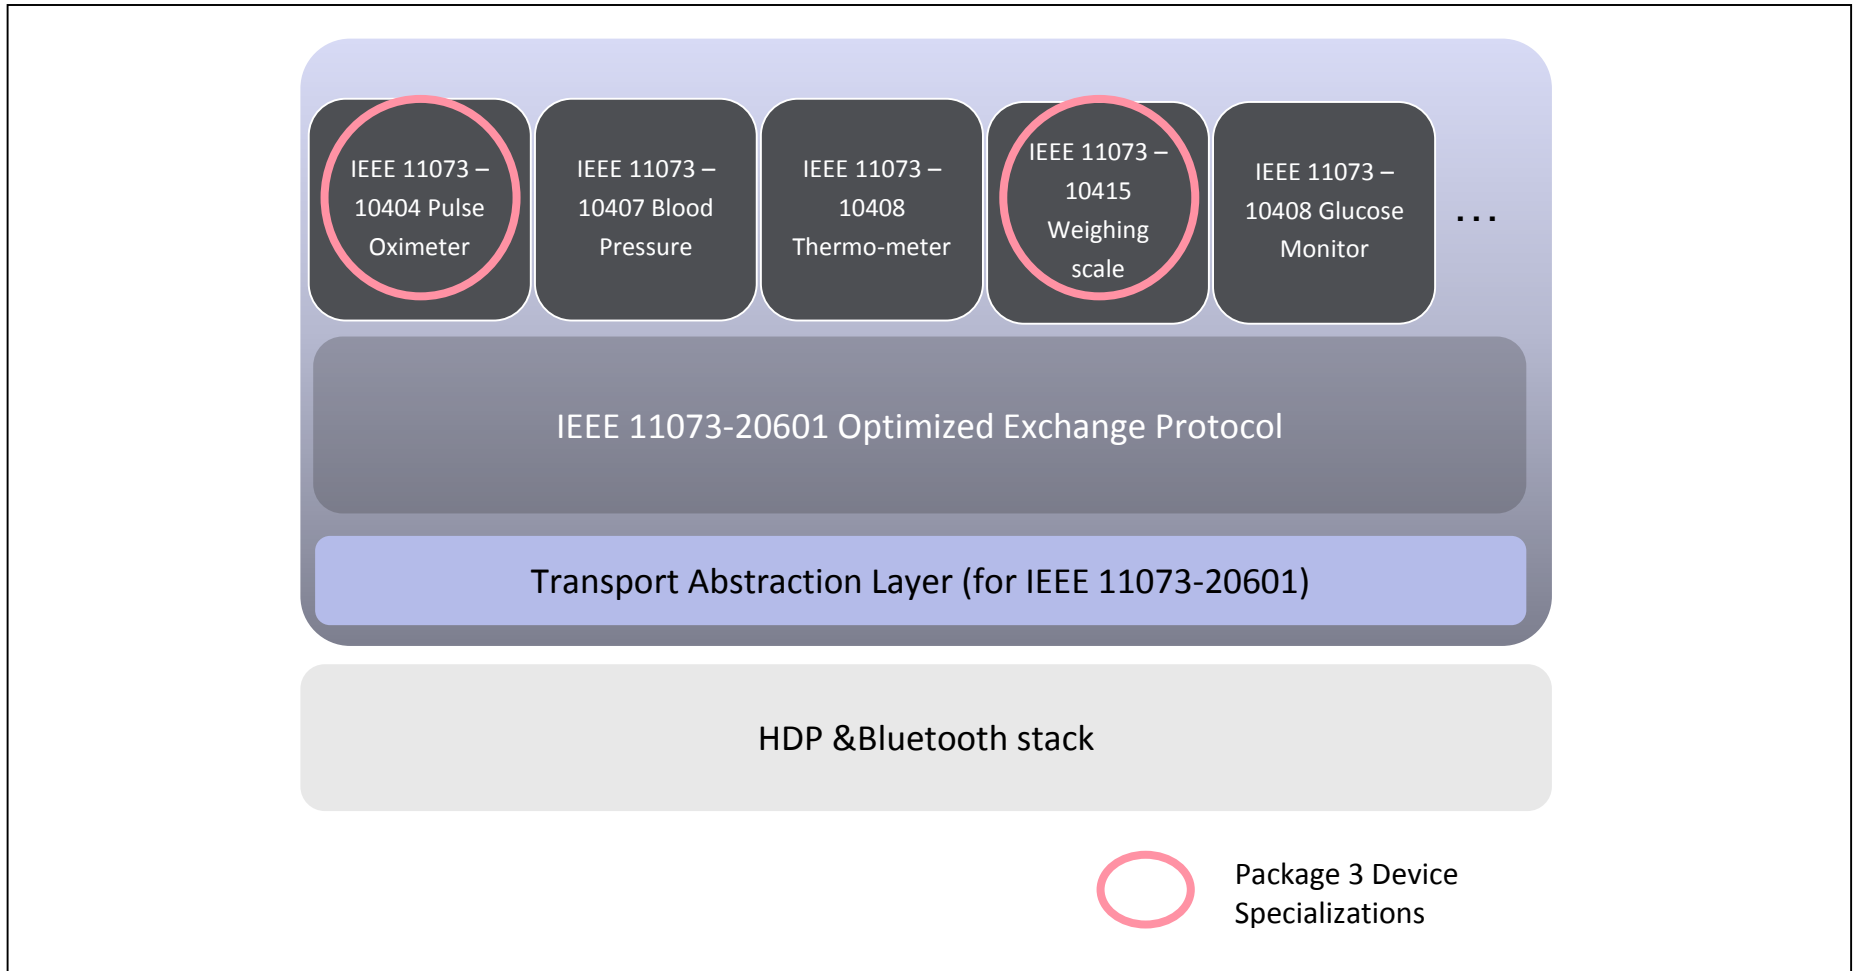 IEEE 11073 –
10404 Pulse
Oximeter
IEEE 11073 –
10407 Blood
Pressure
IEEE 11073 –
10408
Thermo-meter
IEEE 11073 –
10415
Weighing
scale
IEEE 11073 –
10408 Glucose
Monitor
...
IEEE 11073-20601 Optimized Exchange Protocol
Transport Abstraction Layer (for IEEE 11073-20601)
HDP &Bluetooth stack
Package 3 Device
Specializations